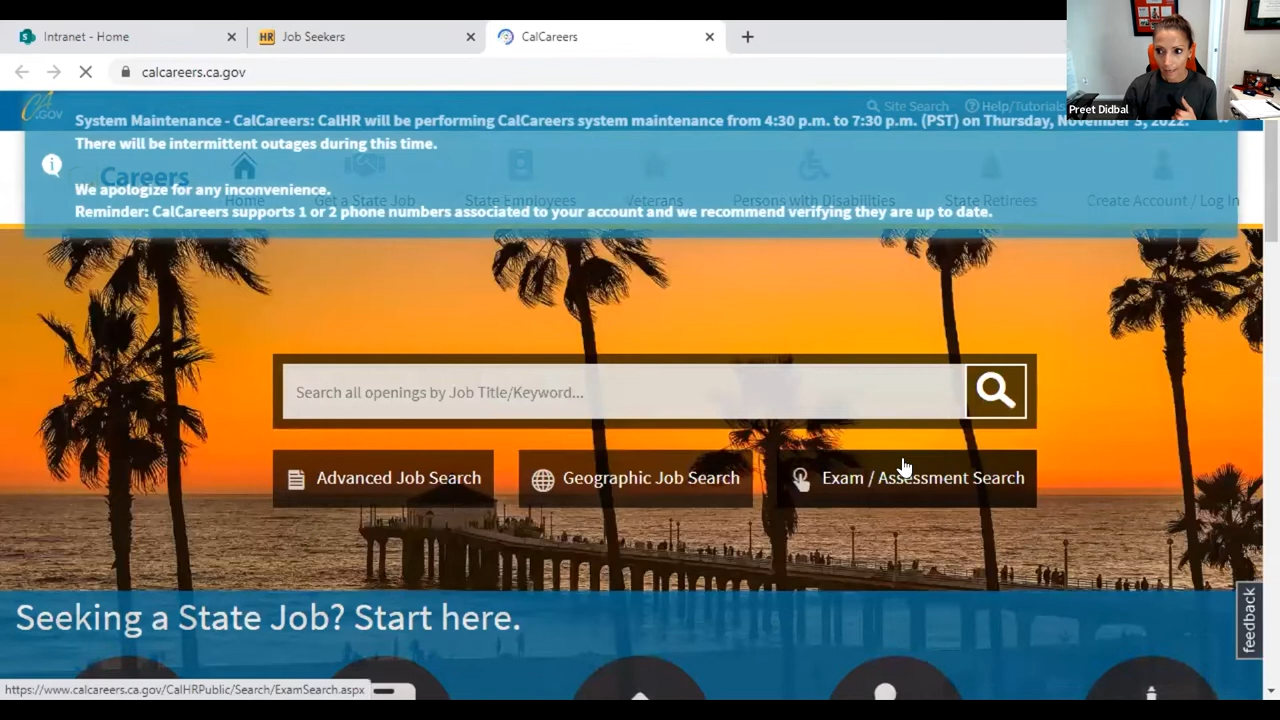 Intranet - Home
HR Job Seekers
CalCareers
calcareers.ca.gov
Preet Didbal
CA.GOV
Site Search
Help/Tutorials
System Maintenance - CalCareers: CalHR will be performing CalCareers system maintenance from 4:30 p.m. to 7:30 p.m. (PST) on Thursday, November 3, 2022.
There will be intermittent outages during this time.
We apologize for any inconvenience.
Reminder: CalCareers supports 1 or 2 phone numbers associated to your account and we recommend verifying they are up to date.
Careers
Home
Get a State Job
State Employees
Veterans
Persons with Disabilities
State Retirees
Create Account / Log In
Search all openings by Job Title/Keyword...
Advanced Job Search
Geographic Job Search
Exam / Assessment Search
Seeking a State Job? Start here.
feedback
https://www.calcareers.ca.gov/CalHRPublic/Search/ExamSearch.aspx